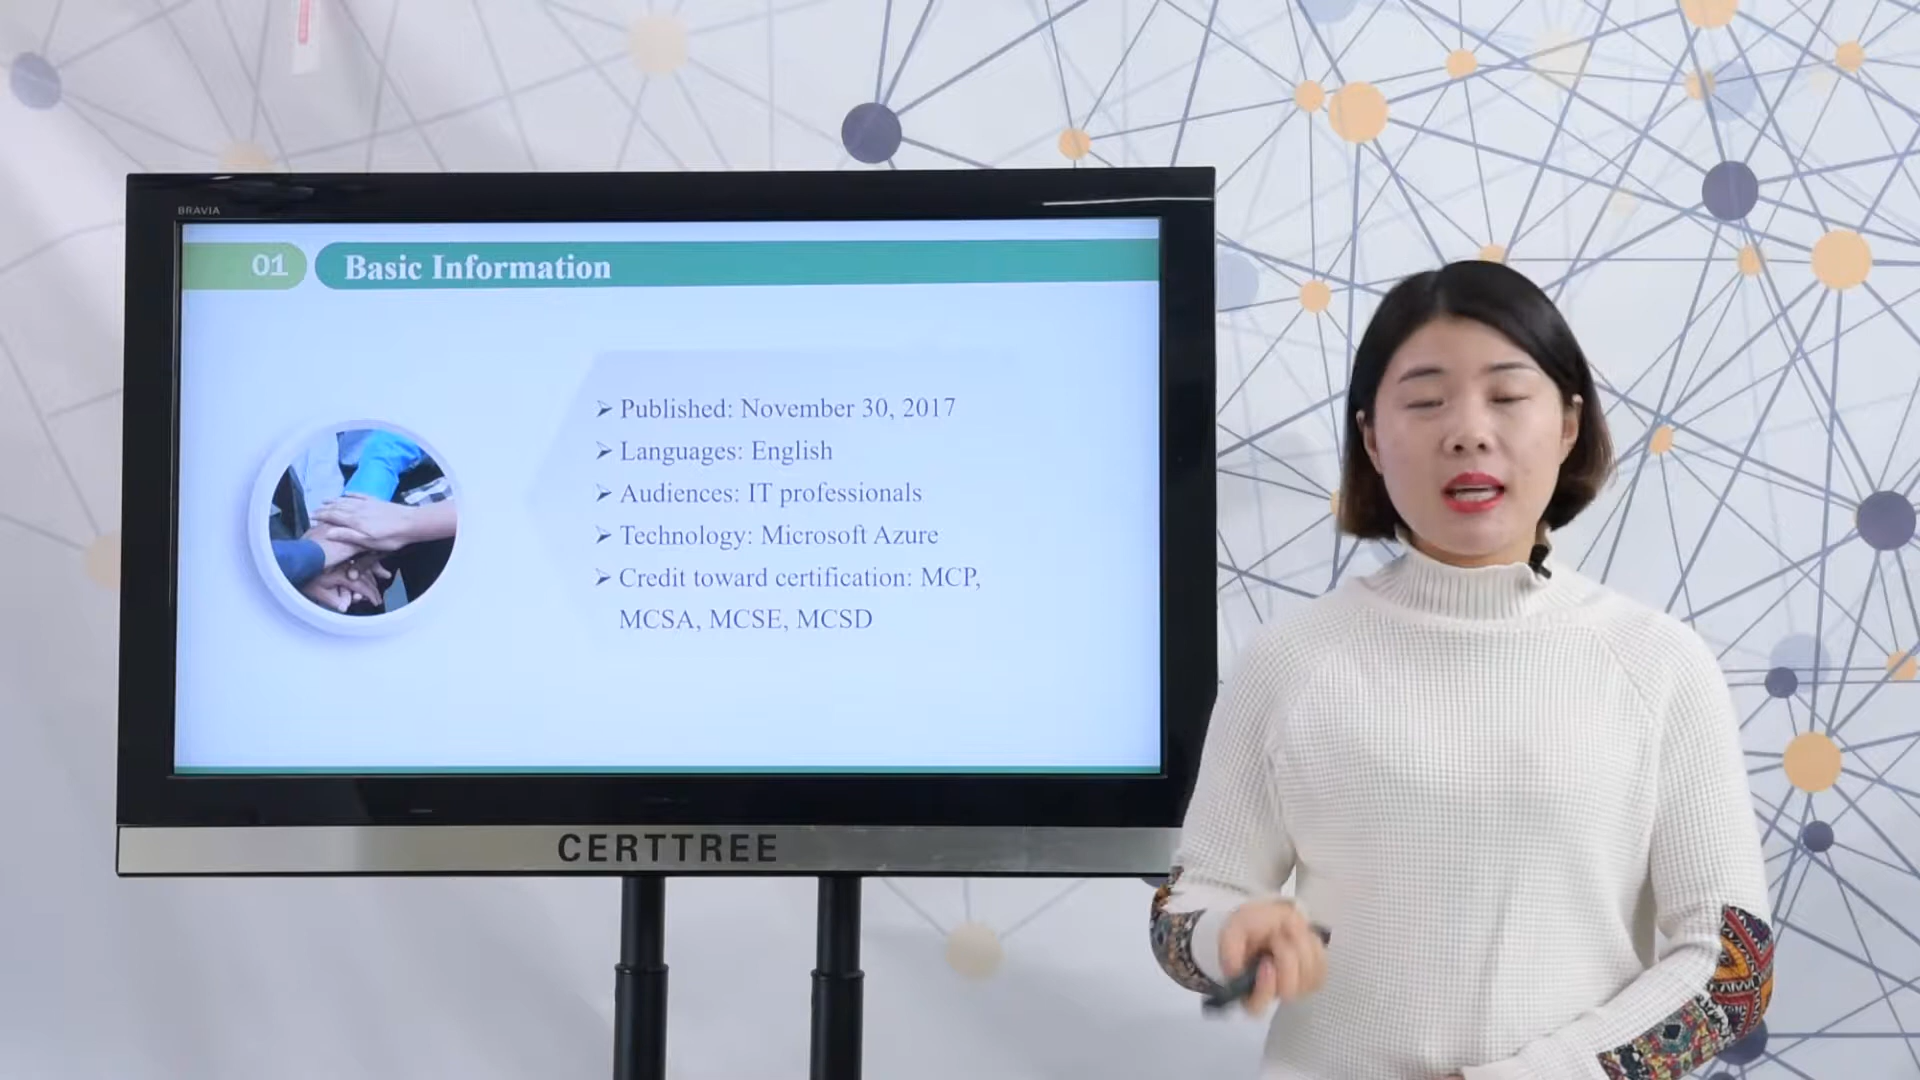 BRAVIA
01 Basic Information
➢ Published: November 30, 2017
➢ Languages: English
➢ Audiences: IT professionals
➢ Technology: Microsoft Azure
➢ Credit toward certification: MCP,
MCSA, MCSE, MCSD
CERTTREE